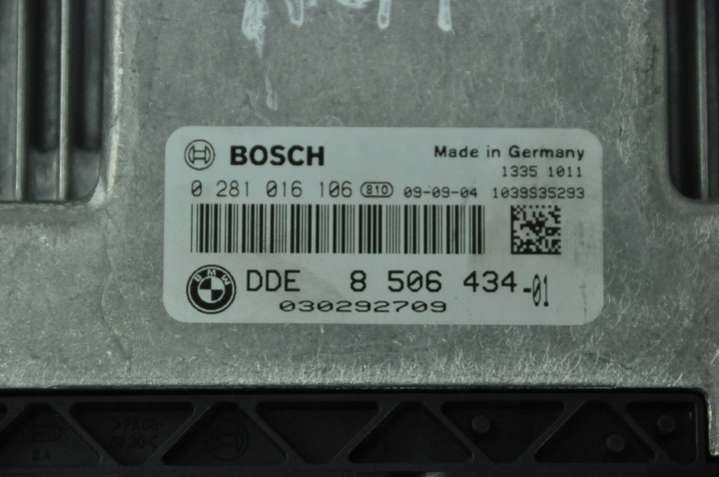 BOSCH
Made in Germany
1335 1011
0 281 016 106 810 09-09-04 1039S35293
BMW
DDE 8 506 434-01
030292709